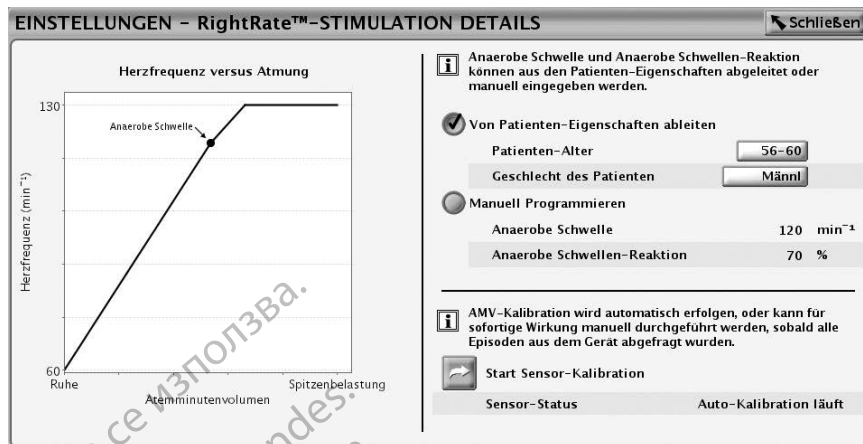 EINSTELLUNGEN – RightRate™-STIMULATION DETAILS
Schließen
Herzfrequenz versus Atmung
130
Anaerobe Schwelle
Herzfrequenz (min⁻¹)
60
Ruhe
Spitzenbelastung
Atemminutenvolumen
i
Anaerobe Schwelle und Anaerobe Schwellen-Reaktion
können aus den Patienten-Eigenschaften abgeleitet oder
manuell eingegeben werden.
Von Patienten-Eigenschaften ableiten
Patienten-Alter 56-60
Geschlecht des Patienten Männl
Manuell Programmieren
Anaerobe Schwelle 120 min⁻¹
Anaerobe Schwellen-Reaktion 70 %
i
AMV-Kalibration wird automatisch erfolgen, oder kann für
sofortige Wirkung manuell durchgeführt werden, sobald alle
Episoden aus dem Gerät abgefragt wurden.
Start Sensor-Kalibration
Sensor-Status Auto-Kalibration läuft
се използва.